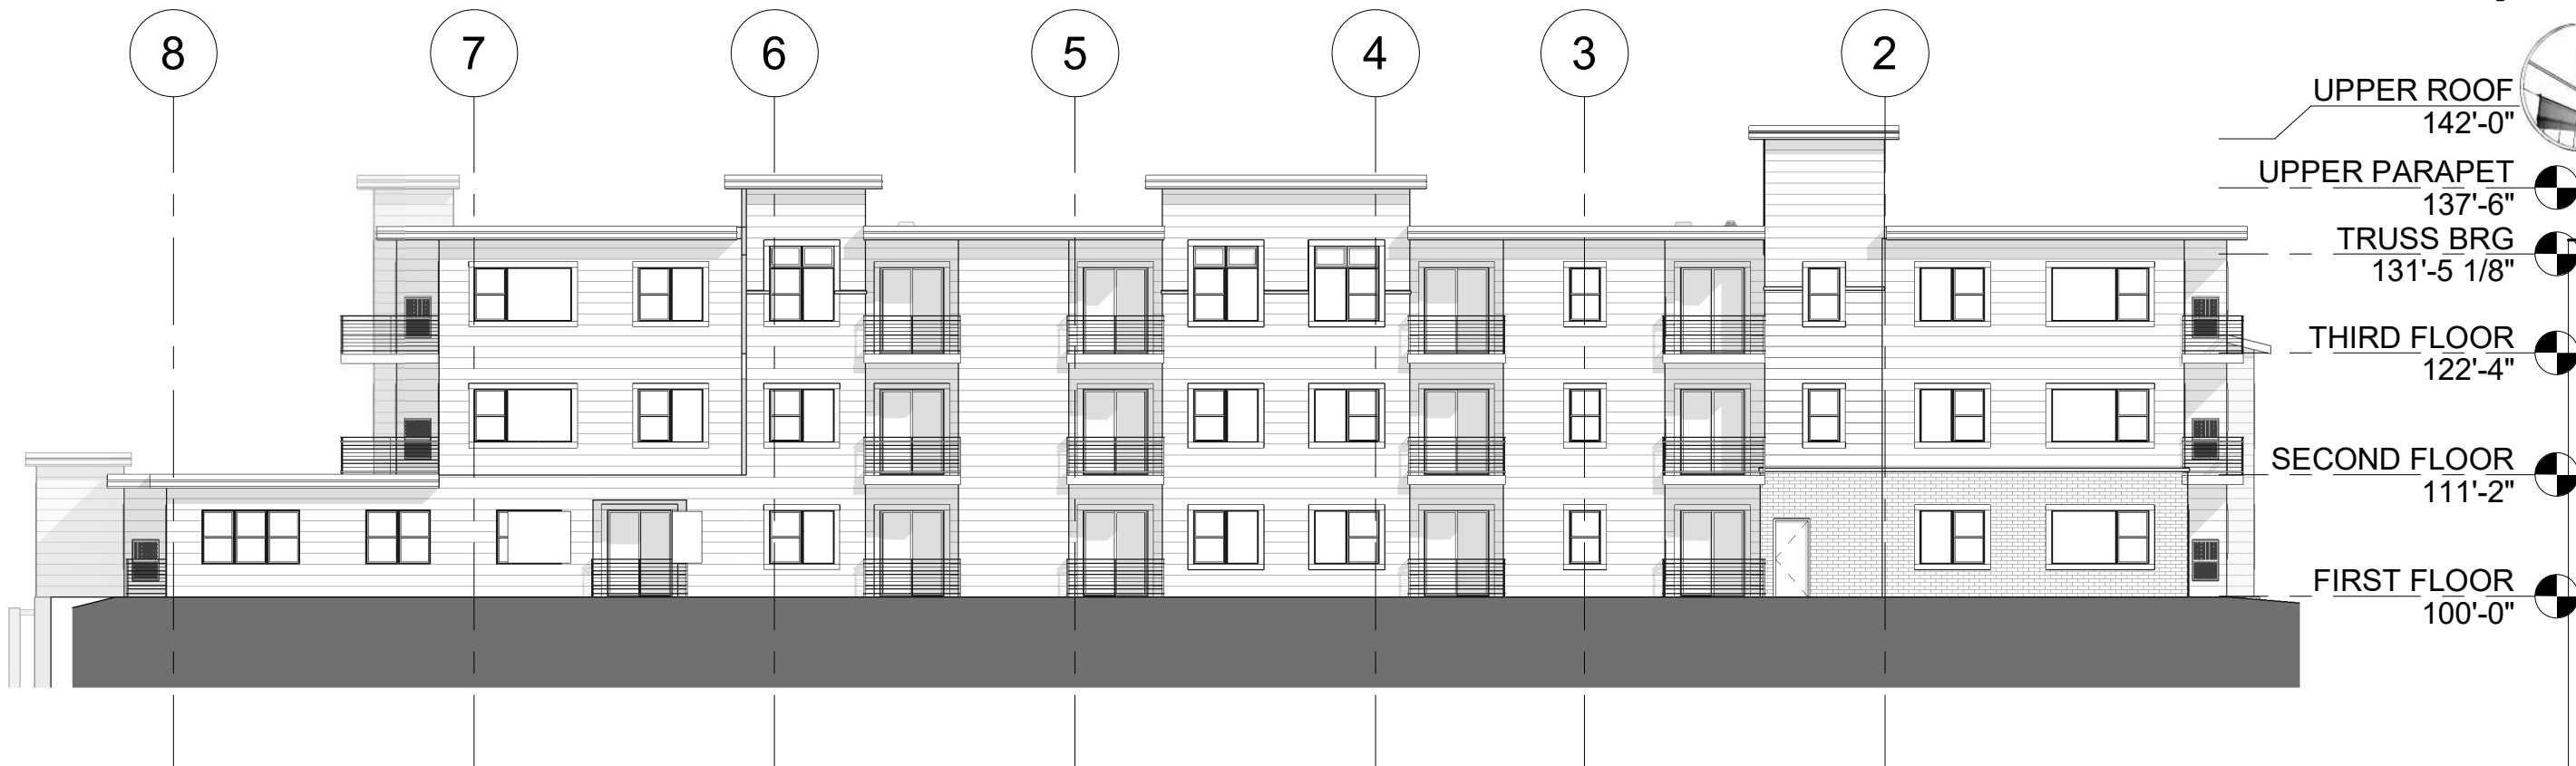 8
7
6
5
4
3
2
UPPER ROOF
142'-0"
UPPER PARAPET
137'-6"
TRUSS BRG
131'-5 1/8"
THIRD FLOOR
122'-4"
SECOND FLOOR
111'-2"
FIRST FLOOR
100'-0"